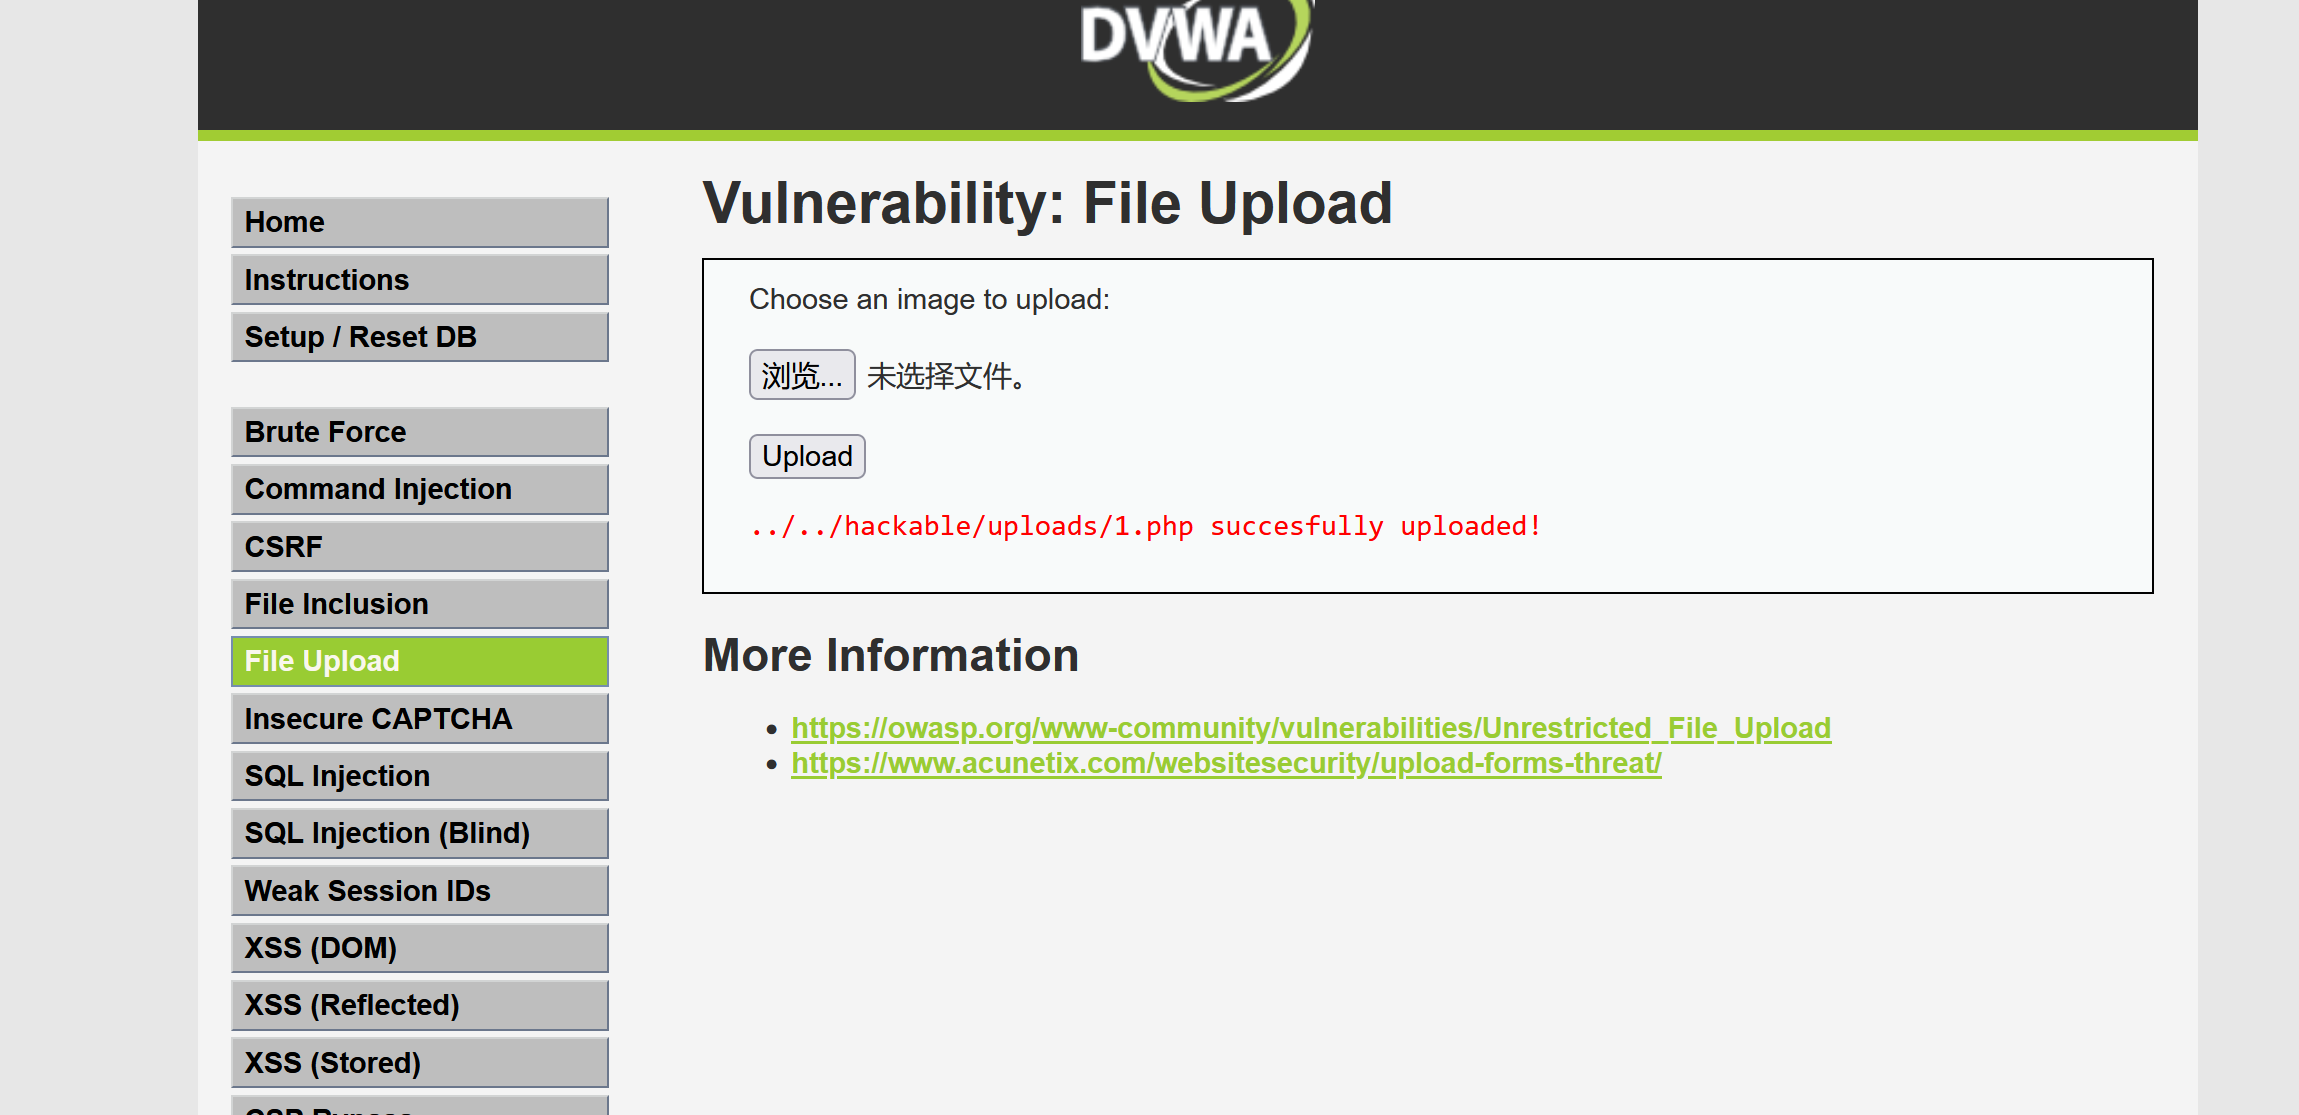 DVWA
Home
Instructions
Setup / Reset DB
Brute Force
Command Injection
CSRF
File Inclusion
File Upload
Insecure CAPTCHA
SQL Injection
SQL Injection (Blind)
Weak Session IDs
XSS (DOM)
XSS (Reflected)
XSS (Stored)
Vulnerability: File Upload
Choose an image to upload:
浏览... 未选择文件。
Upload
../../hackable/uploads/1.php succesfully uploaded!
More Information
https://owasp.org/www-community/vulnerabilities/Unrestricted_File_Upload
https://www.acunetix.com/websitesecurity/upload-forms-threat/